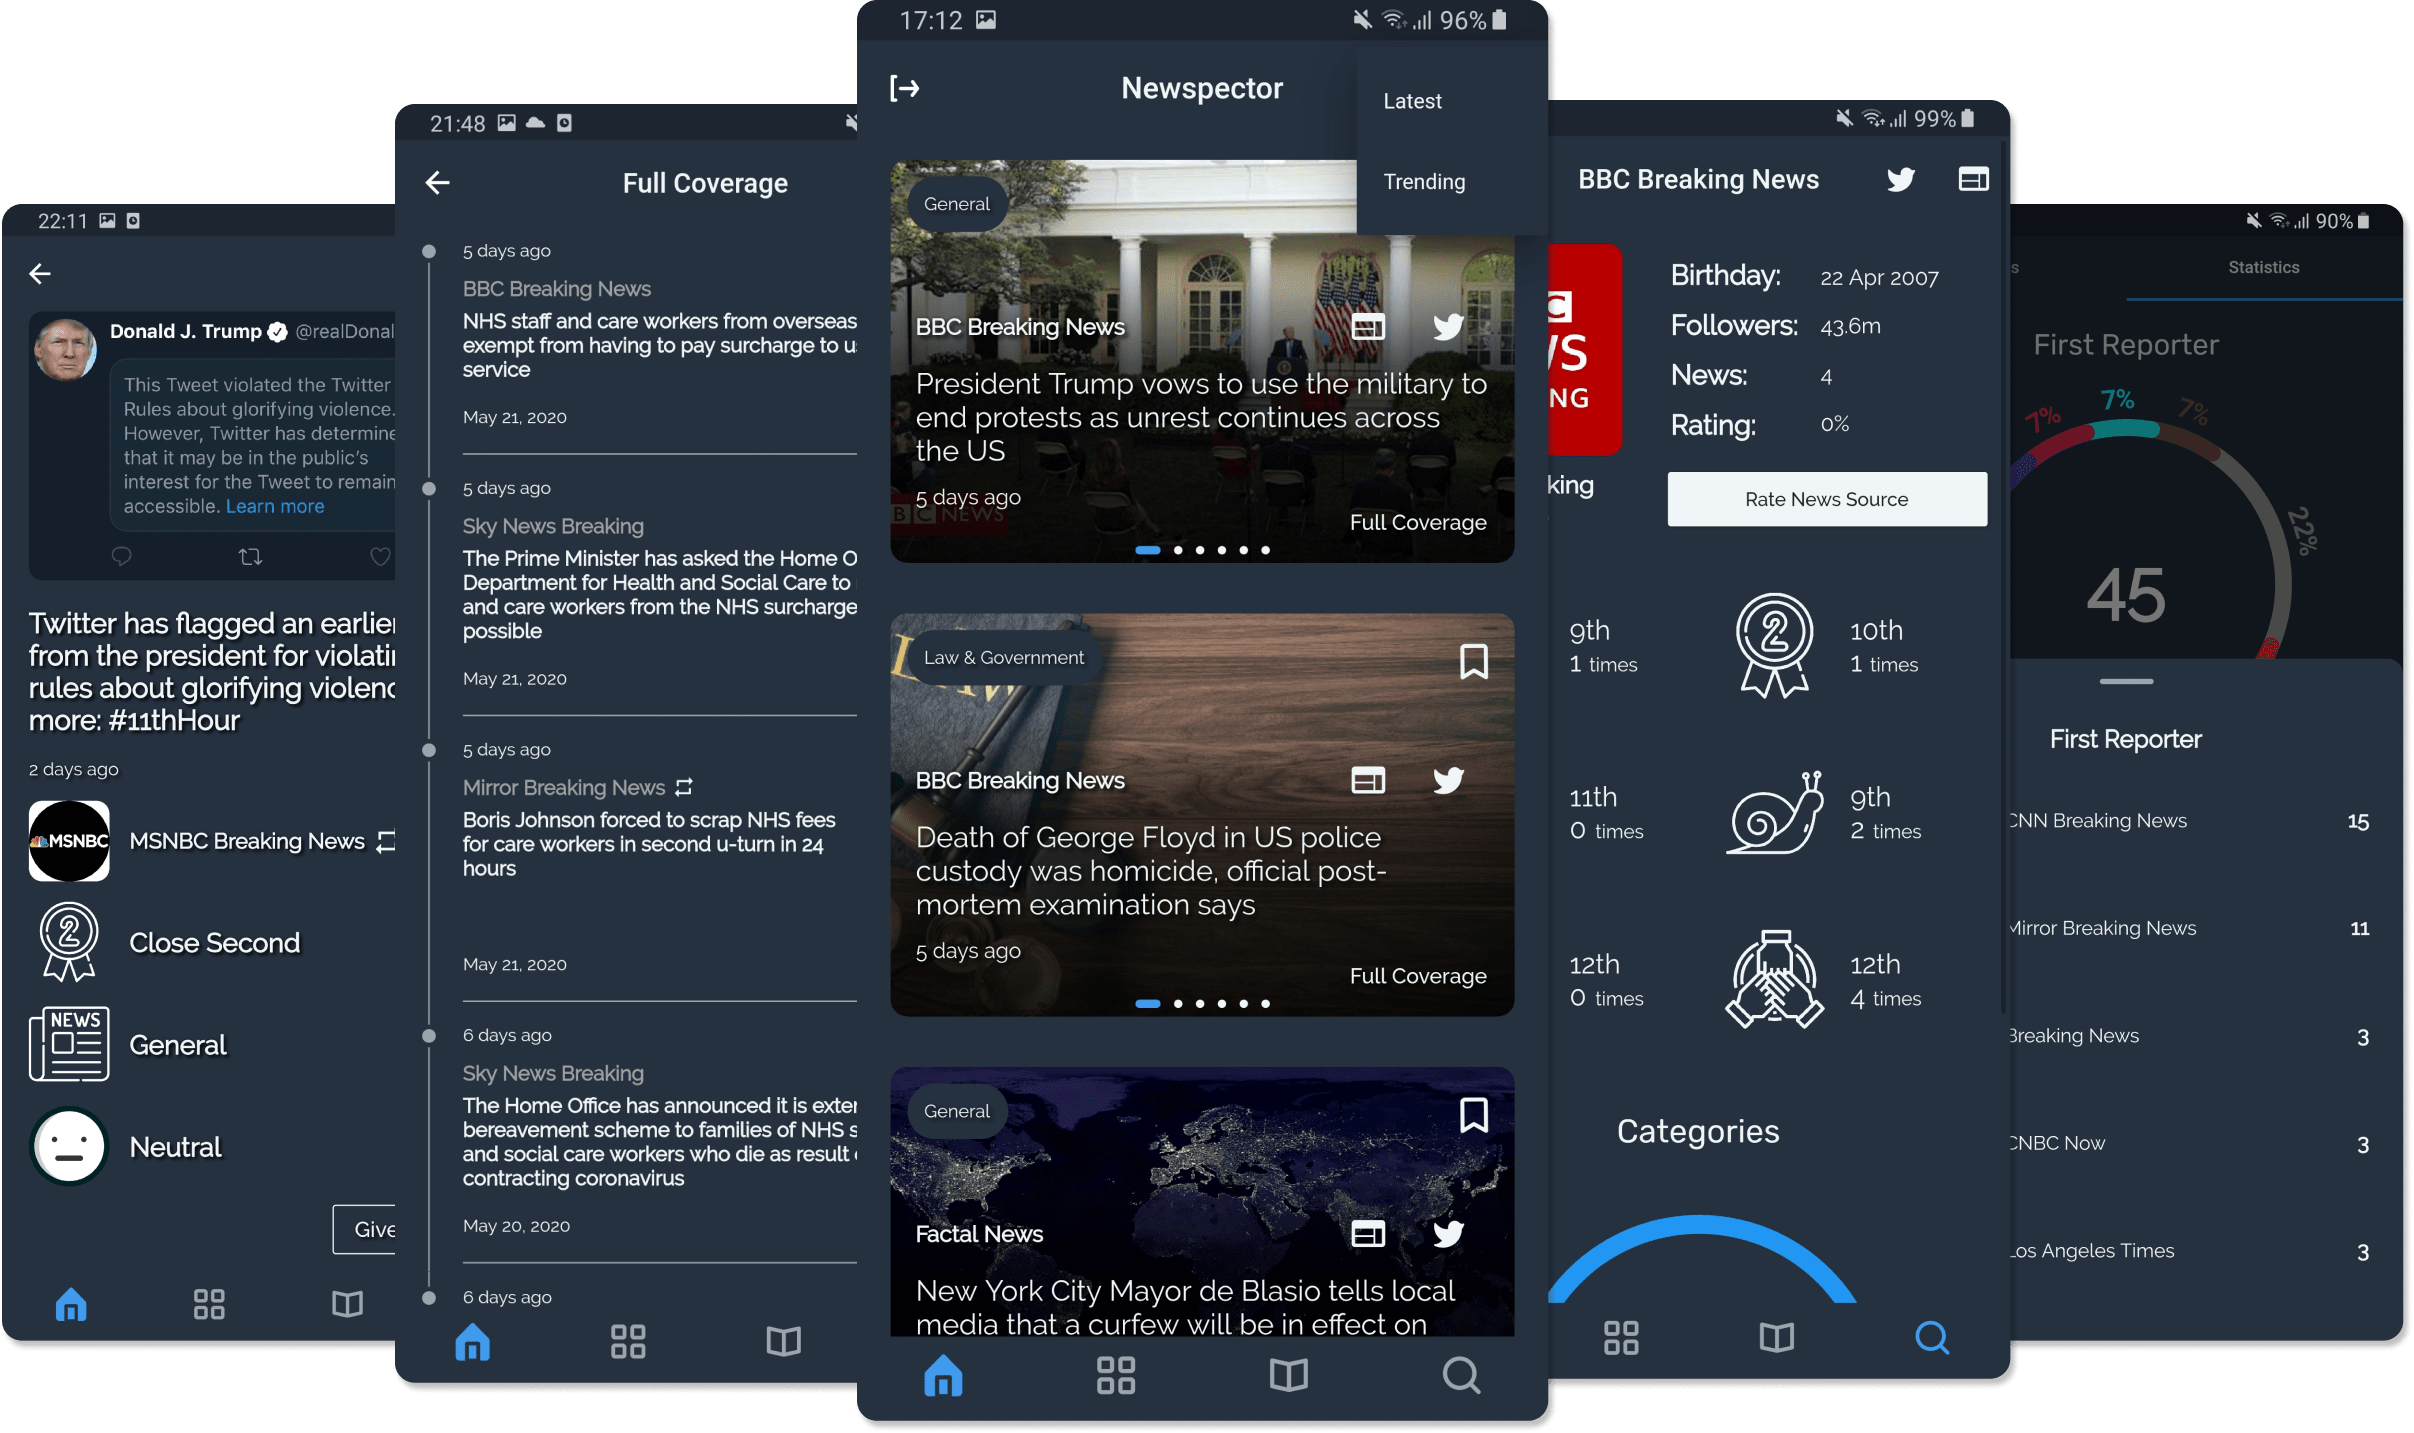 22:11
Donald J. Trump @realDonal
This Tweet violated the Twitter
Rules about glorifying violence.
However, Twitter has determine
that it may be in the public's
interest for the Tweet to remain
accessible. Learn more
Twitter has flagged an earlier
from the president for violati
rules about glorifying violenc
more: #11thHour
2 days ago
MSNBC
MSNBC Breaking News
2
Close Second
NEWS
General
Neutral
Give
21:48
Full Coverage
5 days ago
BBC Breaking News
NHS staff and care workers from overseas
exempt from having to pay surcharge to u
service
May 21, 2020
5 days ago
Sky News Breaking
The Prime Minister has asked the Home O
Department for Health and Social Care to
and care workers from the NHS surcharge
possible
May 21, 2020
5 days ago
Mirror Breaking News
Boris Johnson forced to scrap NHS fees
for care workers in second u-turn in 24
hours
May 21, 2020
6 days ago
Sky News Breaking
The Home Office has announced it is exter
bereavement scheme to families of NHS s
and social care workers who die as result
contracting coronavirus
May 20, 2020
6 days ago
17:12 96%
Newspector
Latest
Trending
General
BBC Breaking News
President Trump vows to use the military to
end protests as unrest continues across
the US
5 days ago
BBC NEWS
Full Coverage
Law & Government
BBC Breaking News
Death of George Floyd in US police
custody was homicide, official post-
mortem examination says
5 days ago
Full Coverage
General
Factal News
New York City Mayor de Blasio tells local
media that a curfew will be in effect on
99%
BBC Breaking News
C
WS
NG
king
Birthday: 22 Apr 2007
Followers: 43.6m
News: 4
Rating: 0%
Rate News Source
9th
1 times
2
10th
1 times
11th
0 times
9th
2 times
12th
0 times
12th
4 times
Categories
90%
s
Statistics
First Reporter
7%
7%
7%
22%
45
First Reporter
CNN Breaking News 15
Mirror Breaking News 11
Breaking News 3
CNBC Now 3
Los Angeles Times 3